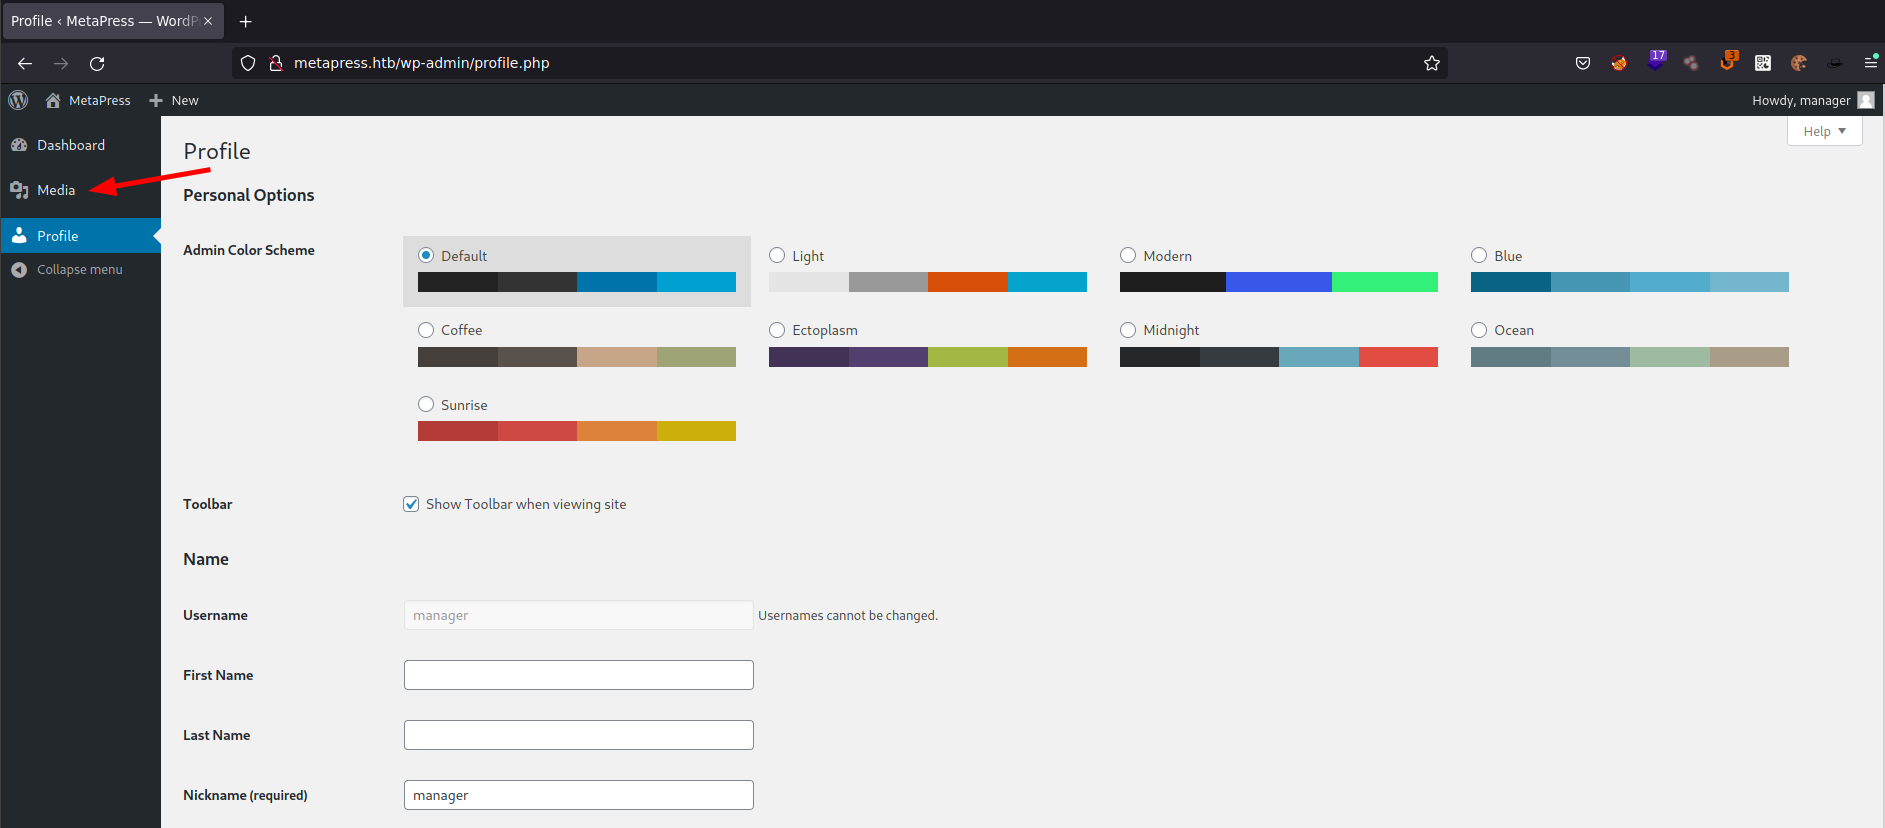 Profile ‹ MetaPress — WordP
metapress.htb/wp-admin/profile.php
17
3
MetaPress
New
Howdy, manager
Help
Dashboard
Media
Profile
Collapse menu
Profile
Personal Options
Admin Color Scheme
Default
Light
Modern
Blue
Coffee
Ectoplasm
Midnight
Ocean
Sunrise
Toolbar
Show Toolbar when viewing site
Name
Username
manager
Usernames cannot be changed.
First Name
Last Name
Nickname (required)
manager